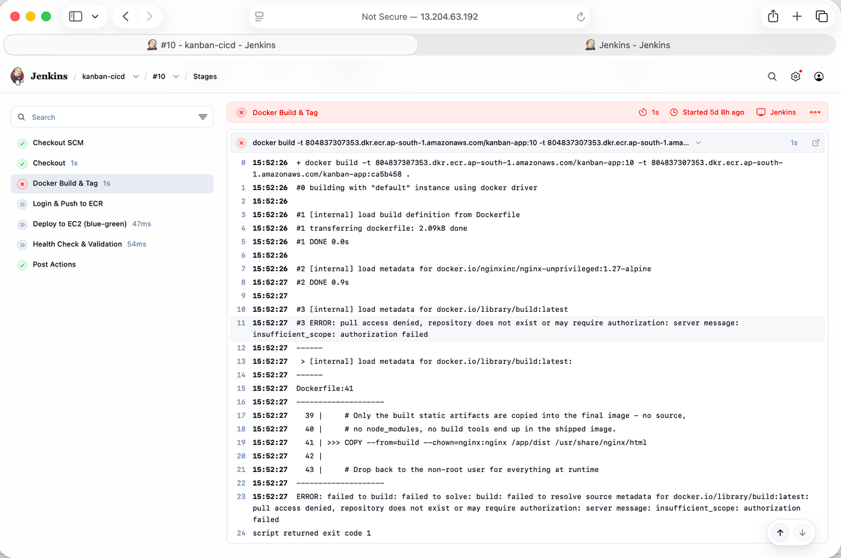 Not Secure — 13.204.63.192
#10 - kanban-cicd - Jenkins
Jenkins - Jenkins
Jenkins / kanban-cicd / #10 / Stages
Search
Checkout SCM
Checkout 1s
Docker Build & Tag 1s
Login & Push to ECR
Deploy to EC2 (blue-green) 47ms
Health Check & Validation 54ms
Post Actions
Docker Build & Tag 1s Started 5d 8h ago Jenkins
docker build -t 804837307353.dkr.ecr.ap-south-1.amazonaws.com/kanban-app:10 -t 804837307353.dkr.ecr.ap-south-1.ama... 1s
0 15:52:26 + docker build -t 804837307353.dkr.ecr.ap-south-1.amazonaws.com/kanban-app:10 -t 804837307353.dkr.ecr.ap-south-
1.amazonaws.com/kanban-app:ca5b458 .
1 15:52:26 #0 building with "default" instance using docker driver
2 15:52:26
3 15:52:26 #1 [internal] load build definition from Dockerfile
4 15:52:26 #1 transferring dockerfile: 2.09kB done
5 15:52:26 #1 DONE 0.0s
6 15:52:26
7 15:52:26 #2 [internal] load metadata for docker.io/nginxinc/nginx-unprivileged:1.27-alpine
8 15:52:27 #2 DONE 0.9s
9 15:52:27
10 15:52:27 #3 [internal] load metadata for docker.io/library/build:latest
11 15:52:27 #3 ERROR: pull access denied, repository does not exist or may require authorization: server message:
insufficient_scope: authorization failed
12 15:52:27 ------
13 15:52:27 > [internal] load metadata for docker.io/library/build:latest:
14 15:52:27 ------
15 15:52:27 Dockerfile:41
16 15:52:27 --------------------
17 15:52:27 39 | # Only the built static artifacts are copied into the final image — no source,
18 15:52:27 40 | # no node_modules, no build tools end up in the shipped image.
19 15:52:27 41 | >>> COPY --from=build --chown=nginx:nginx /app/dist /usr/share/nginx/html
20 15:52:27 42 |
21 15:52:27 43 | # Drop back to the non-root user for everything at runtime
22 15:52:27 --------------------
23 15:52:27 ERROR: failed to build: failed to solve: build: failed to resolve source metadata for docker.io/library/build:latest:
pull access denied, repository does not exist or may require authorization: server message: insufficient_scope: authorization
failed
24 script returned exit code 1